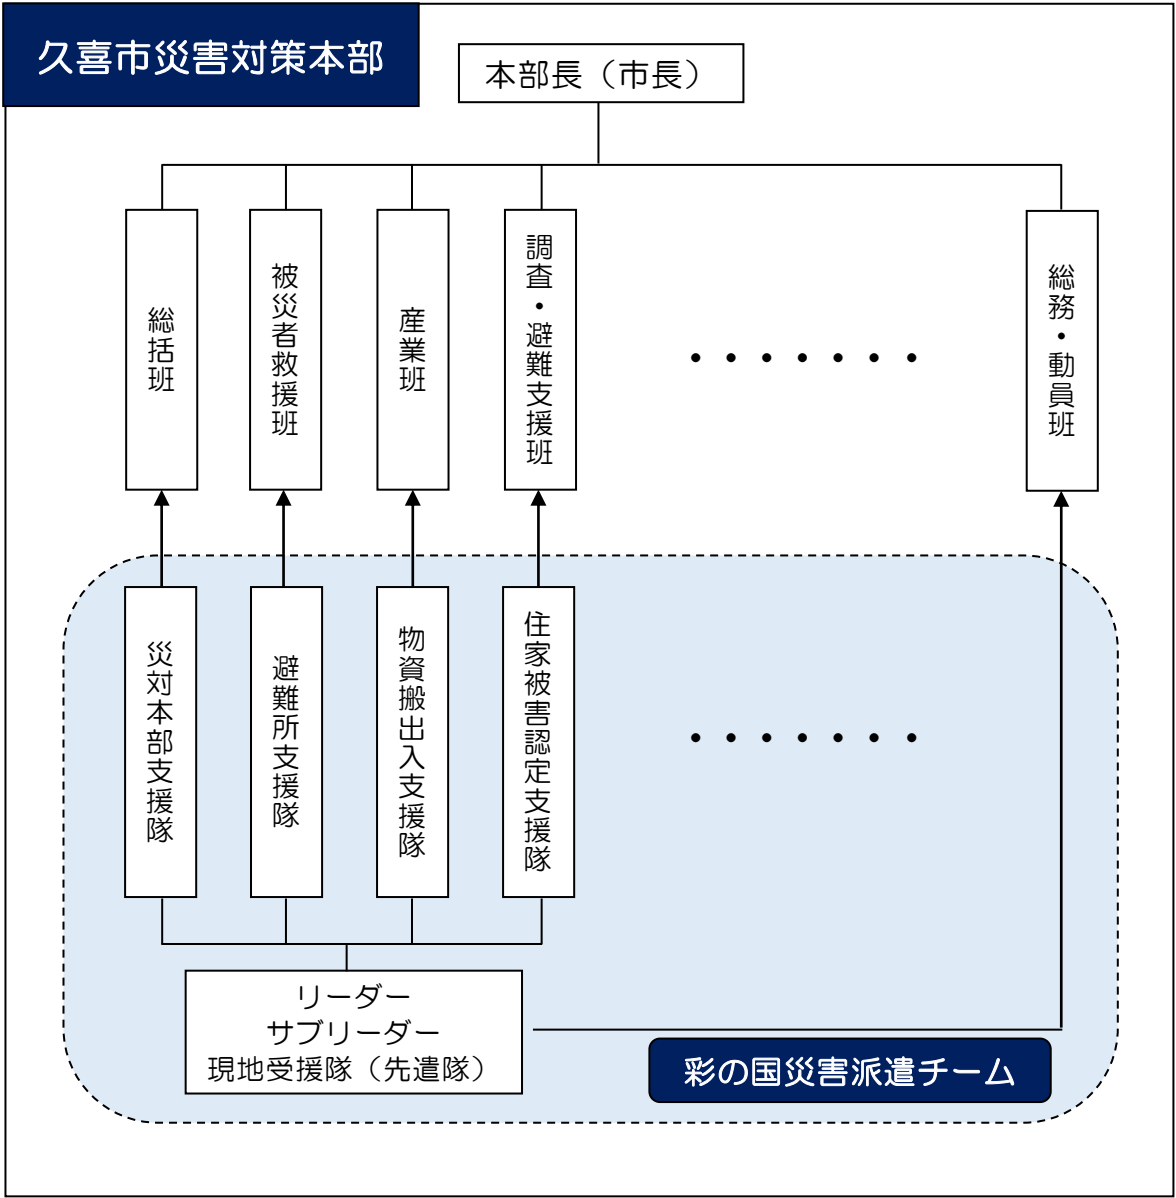 久喜市災害対策本部
本部長（市長）
総括班
被災者救援班
産業班
調査・避難支援班
・・・・・・・
総務・動員班
災対本部支援隊
避難所支援隊
物資搬出入支援隊
住家被害認定支援隊
・・・・・・・
リーダー
サブリーダー
現地受援隊（先遣隊）
彩の国災害派遣チーム